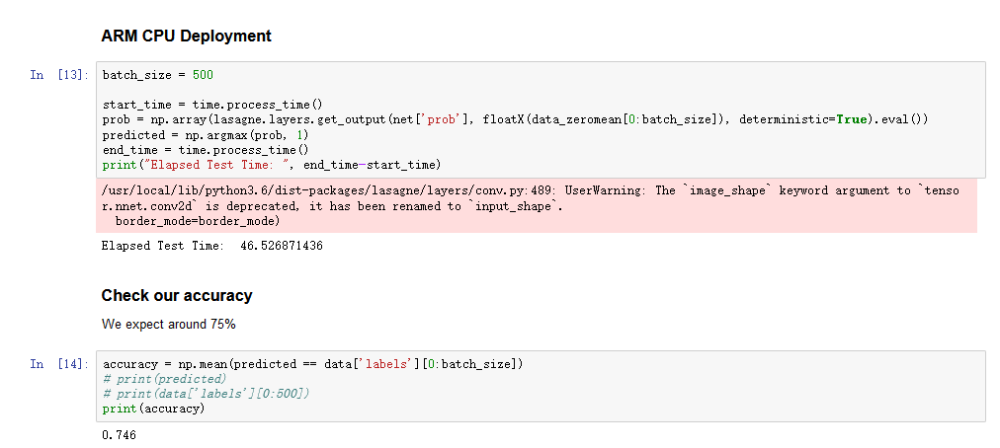 ARM CPU Deployment
In [13]:
batch_size = 500
start_time = time.process_time()
prob = np.array(lasagne.layers.get_output(net['prob'], floatX(data_zeromean[0:batch_size]), deterministic=True).eval())
predicted = np.argmax(prob, 1)
end_time = time.process_time()
print("Elapsed Test Time: ", end_time-start_time)
/usr/local/lib/python3.6/dist-packages/lasagne/layers/conv.py:489: UserWarning: The `image_shape` keyword argument to `tenso
r.nnet.conv2d` is deprecated, it has been renamed to `input_shape`.
  border_mode=border_mode)
Elapsed Test Time:  46.526871436
Check our accuracy
We expect around 75%
In [14]:
accuracy = np.mean(predicted == data['labels'][0:batch_size])
# print(predicted)
# print(data['labels'][0:500])
print(accuracy)
0.746